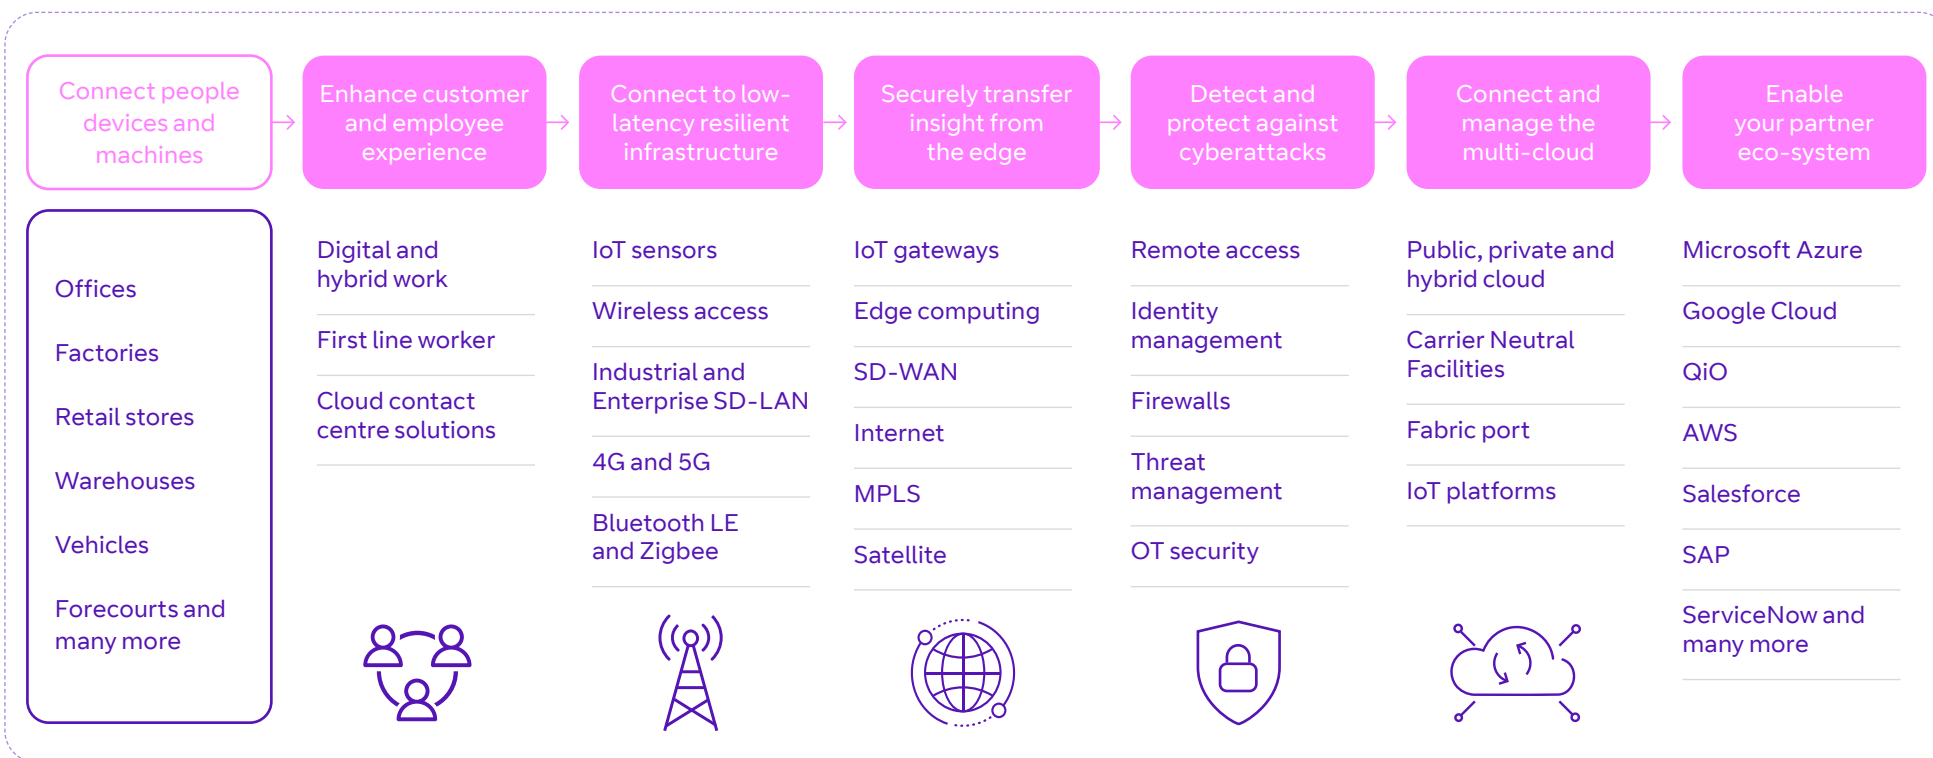 Connect people
devices and
machines
Enhance customer
and employee
experience
Connect to low-
latency resilient
infrastructure
Securely transfer
insight from
the edge
Detect and
protect against
cyberattacks
Connect and
manage the
multi-cloud
Enable
your partner
eco-system
Offices
Factories
Retail stores
Warehouses
Vehicles
Forecourts and
many more
Digital and
hybrid work
First line worker
Cloud contact
centre solutions
IoT sensors
Wireless access
Industrial and
Enterprise SD-LAN
4G and 5G
Bluetooth LE
and Zigbee
IoT gateways
Edge computing
SD-WAN
Internet
MPLS
Satellite
Remote access
Identity
management
Firewalls
Threat
management
OT security
Public, private and
hybrid cloud
Carrier Neutral
Facilities
Fabric port
IoT platforms
Microsoft Azure
Google Cloud
QiO
AWS
Salesforce
SAP
ServiceNow and
many more